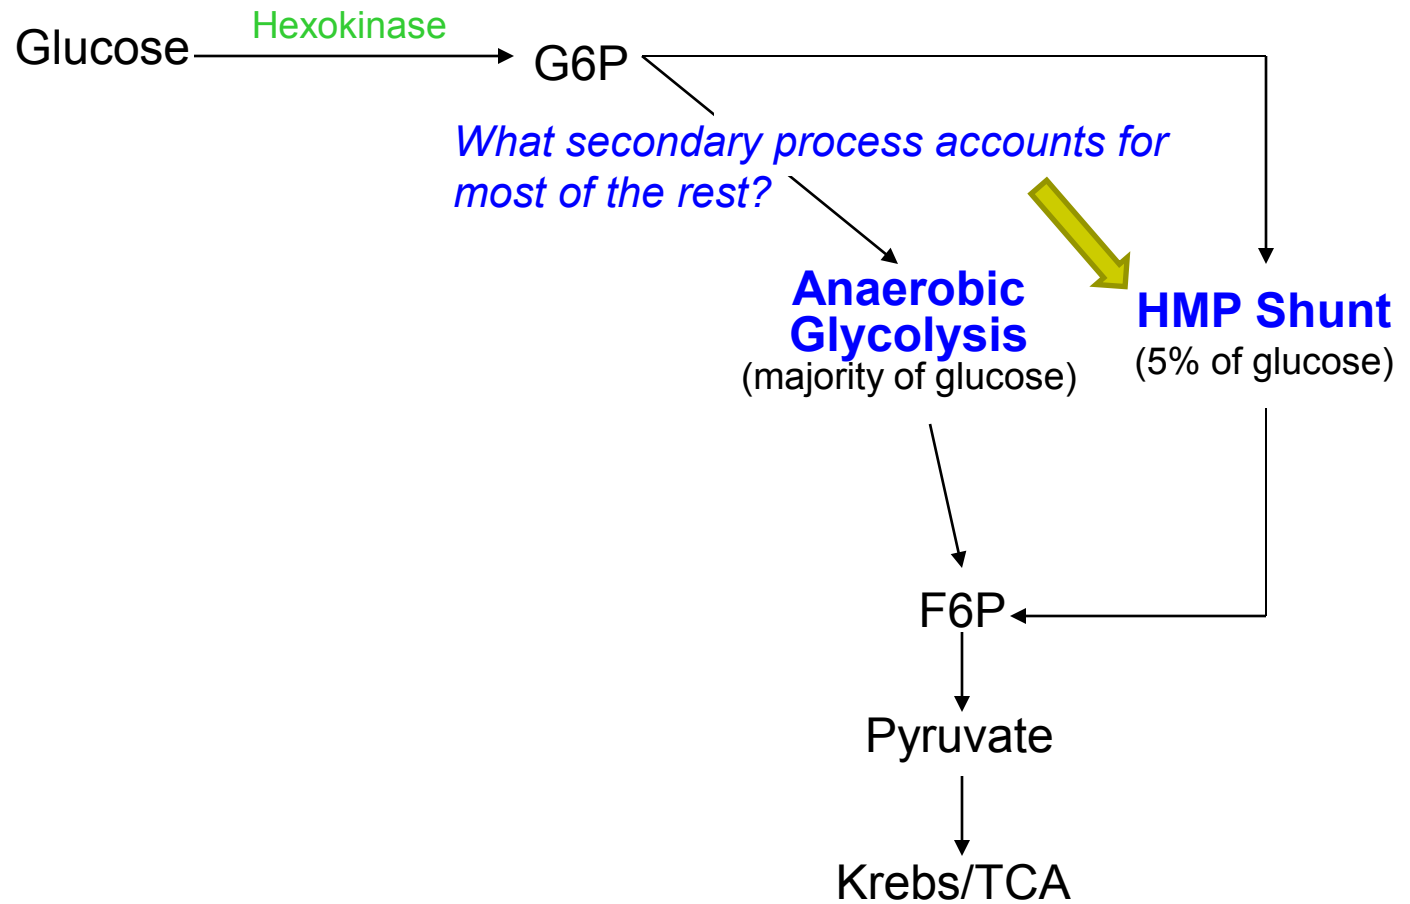 Hexokinase
Glucose
G6P
What secondary process accounts for
most of the rest?
Anaerobic
Glycolysis
(majority of glucose)
HMP Shunt
(5% of glucose)
F6P
Pyruvate
Krebs/TCA